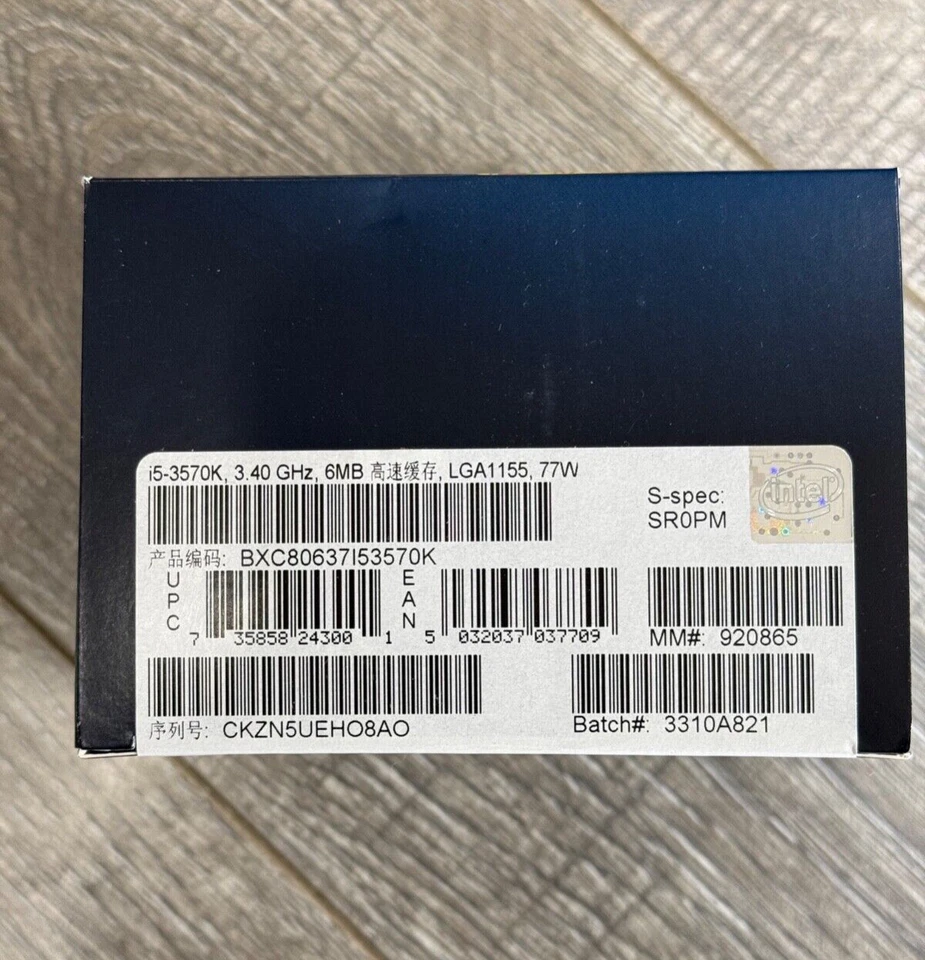 i5-3570K, 3.40 GHz, 6MB 高速缓存, LGA1155, 77W
S-spec:
SR0PM
intel
产品编码: BXC80637I53570K
UPC
7 35858 24300 1
EAN
5 032037 037709
MM#: 920865
序列号: CKZN5UEHO8AO
Batch#: 3310A821